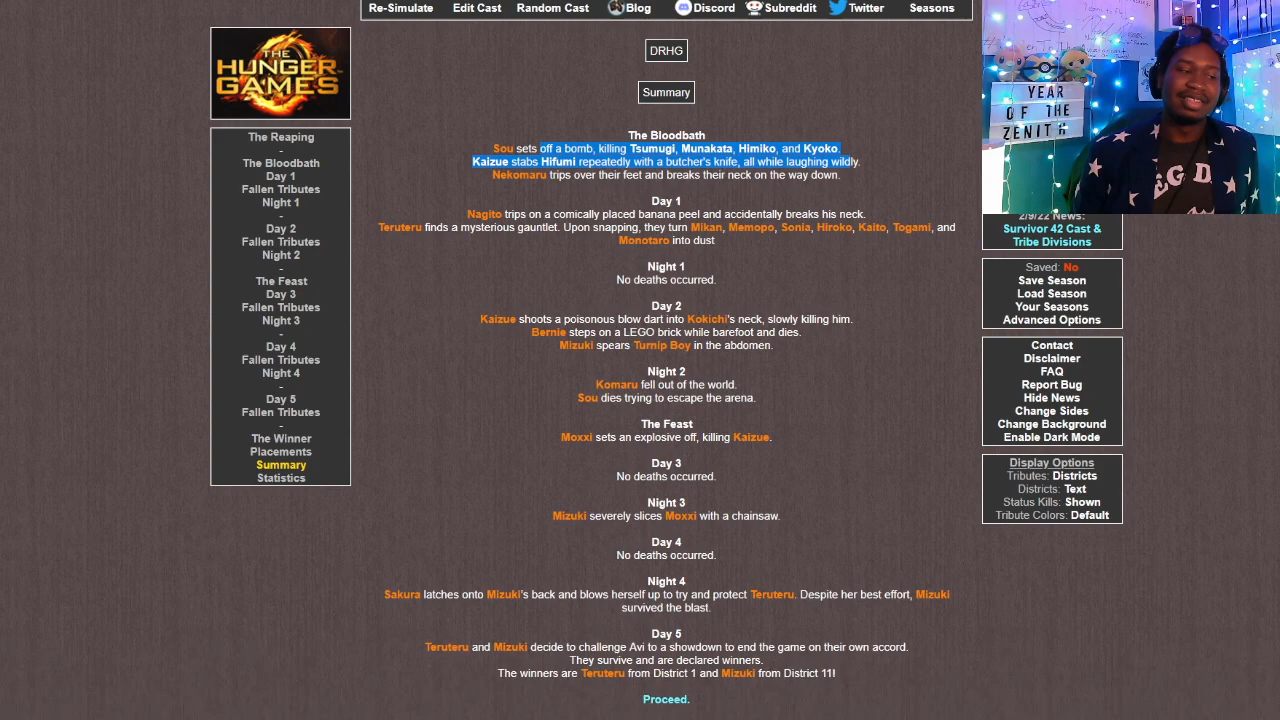 Re-Simulate Edit Cast Random Cast Blog Discord Subreddit Twitter Seasons
THE
HUNGER
GAMES
DRHG
Summary
The Reaping
-
The Bloodbath
Day 1
Fallen Tributes
Night 1
-
Day 2
Fallen Tributes
Night 2
-
The Feast
Day 3
Fallen Tributes
Night 3
-
Day 4
Fallen Tributes
Night 4
-
Day 5
Fallen Tributes
-
The Winner
Placements
Summary
Statistics
The Bloodbath
Sou sets off a bomb, killing Tsumugi, Munakata, Himiko, and Kyoko.
Kaizue stabs Hifumi repeatedly with a butcher's knife, all while laughing wildly.
Nekomaru trips over their feet and breaks their neck on the way down.
Day 1
Nagito trips on a comically placed banana peel and accidentally breaks his neck.
Teruteru finds a mysterious gauntlet. Upon snapping, they turn Mikan, Memopo, Sonia, Hiroko, Kaito, Togami, and
Monotaro into dust
Night 1
No deaths occurred.
Day 2
Kaizue shoots a poisonous blow dart into Kokichi's neck, slowly killing him.
Bernie steps on a LEGO brick while barefoot and dies.
Mizuki spears Turnip Boy in the abdomen.
Night 2
Komaru fell out of the world.
Sou dies trying to escape the arena.
The Feast
Moxxi sets an explosive off, killing Kaizue.
Day 3
No deaths occurred.
Night 3
Mizuki severely slices Moxxi with a chainsaw.
Day 4
No deaths occurred.
Night 4
Sakura latches onto Mizuki's back and blows herself up to try and protect Teruteru. Despite her best effort, Mizuki
survived the blast.
Day 5
Teruteru and Mizuki decide to challenge Avi to a showdown to end the game on their own accord.
They survive and are declared winners.
The winners are Teruteru from District 1 and Mizuki from District 11!
Proceed.
YEAR
OF THE
ZENITH
2/9/22 News:
Survivor 42 Cast &
Tribe Divisions
Saved: No
Save Season
Load Season
Your Seasons
Advanced Options
Contact
Disclaimer
FAQ
Report Bug
Hide News
Change Sides
Change Background
Enable Dark Mode
Display Options
Tributes: Districts
Districts: Text
Status Kills: Shown
Tribute Colors: Default